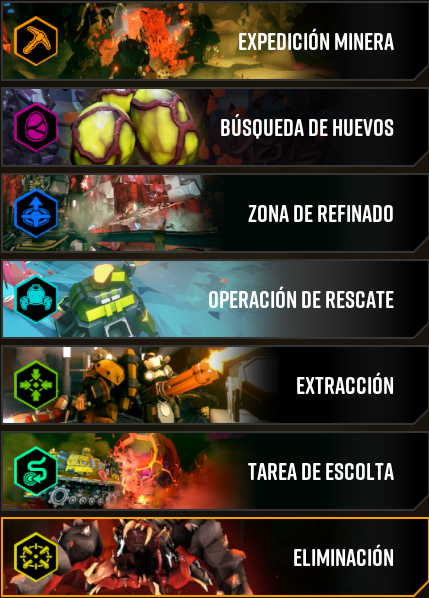 EXPEDICIÓN MINERA
BÚSQUEDA DE HUEVOS
ZONA DE REFINADO
OPERACIÓN DE RESCATE
EXTRACCIÓN
TAREA DE ESCOLTA
ELIMINACIÓN